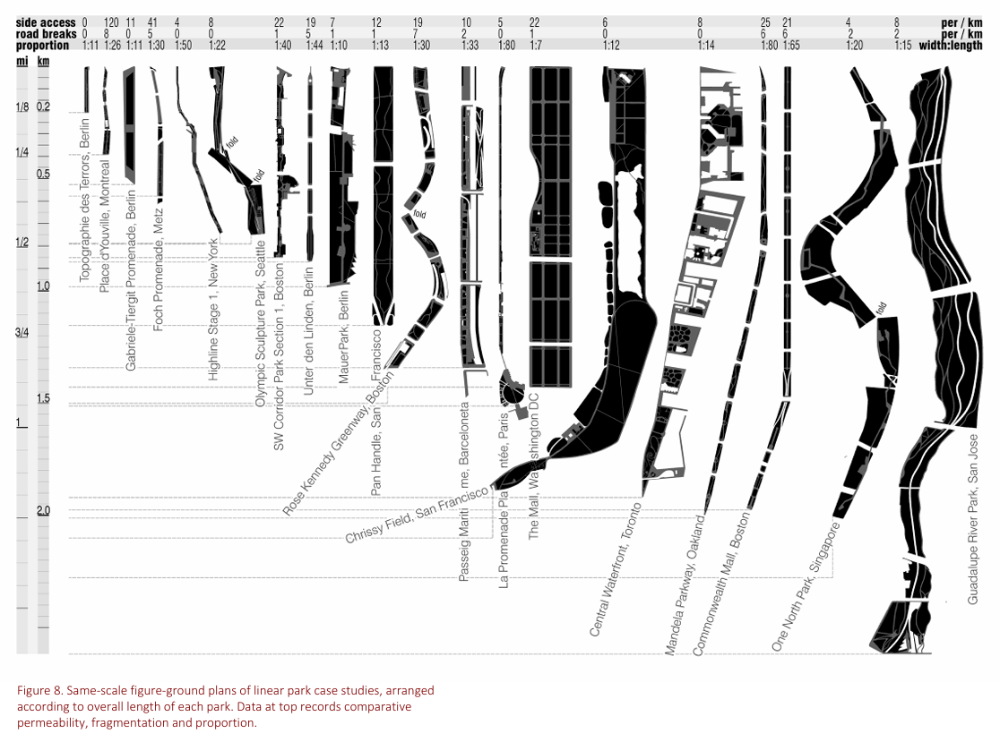 side access 0 120 11 41 4 8 22 19 7 12 19 10 5 22 6 8 25 21 4 8 per / km
road breaks 0 8 0 5 0 0 1 5 1 1 7 2 0 1 0 0 6 6 2 2 per / km
proportion 1:11 1:26 1:11 1:30 1:50 1:22 1:40 1:44 1:10 1:13 1:30 1:33 1:80 1:7 1:12 1:14 1:80 1:65 1:20 1:15 width:length
mi km
1/8 0.2
1/4
0.5
1/2
1.0
3/4
1.5
1
2.0
fold
fold
fold
fold
Topographie des Terrors, Berlin
Place d'Youville, Montreal
Gabriele-Tiergit Promenade, Berlin
Foch Promenade, Metz
Highline Stage 1, New York
Olympic Sculpture Park, Seattle
SW Corridor Park Section 1, Boston
Unter den Linden, Berlin
MauerPark, Berlin
Rose Kennedy Greenway, Boston
Pan Handle, San Francisco
Chrissy Field, San Francisco
Passeig Mariti me, Barceloneta
La Promenade Pla ntée, Paris
The Mall, Wa shington DC
Central Waterfront, Toronto
Mandela Parkway, Oakland
Commonwealth Mall, Boston
One North Park, Singapore
Guadalupe River Park, San Jose
Figure 8. Same-scale figure-ground plans of linear park case studies, arranged
according to overall length of each park. Data at top records comparative
permeability, fragmentation and proportion.